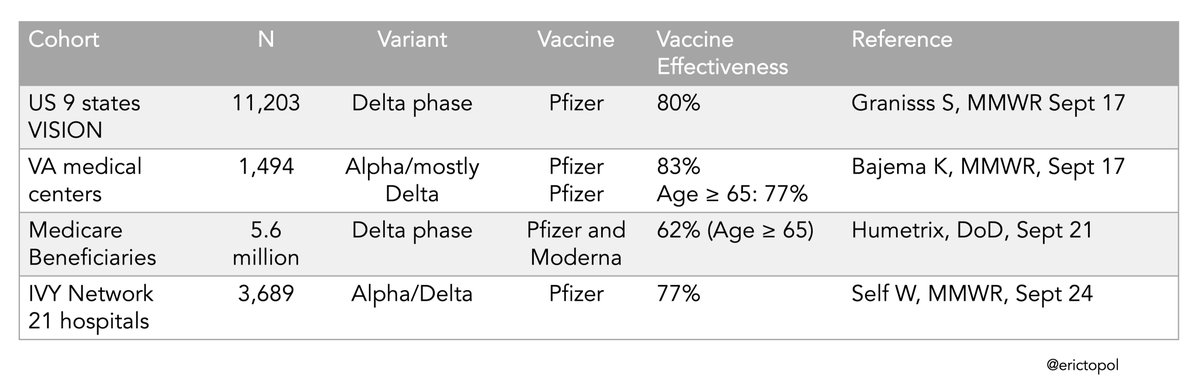 Cohort N Variant Vaccine Vaccine Effectiveness Reference
US 9 states VISION 11,203 Delta phase Pfizer 80% Granisss S, MMWR Sept 17
VA medical centers 1,494 Alpha/mostly Delta Pfizer Pfizer 83% Age ≥ 65: 77% Bajema K, MMWR, Sept 17
Medicare Beneficiaries 5.6 million Delta phase Pfizer and Moderna 62% (Age ≥ 65) Humetrix, DoD, Sept 21
IVY Network 21 hospitals 3,689 Alpha/Delta Pfizer 77% Self W, MMWR, Sept 24
@erictopol